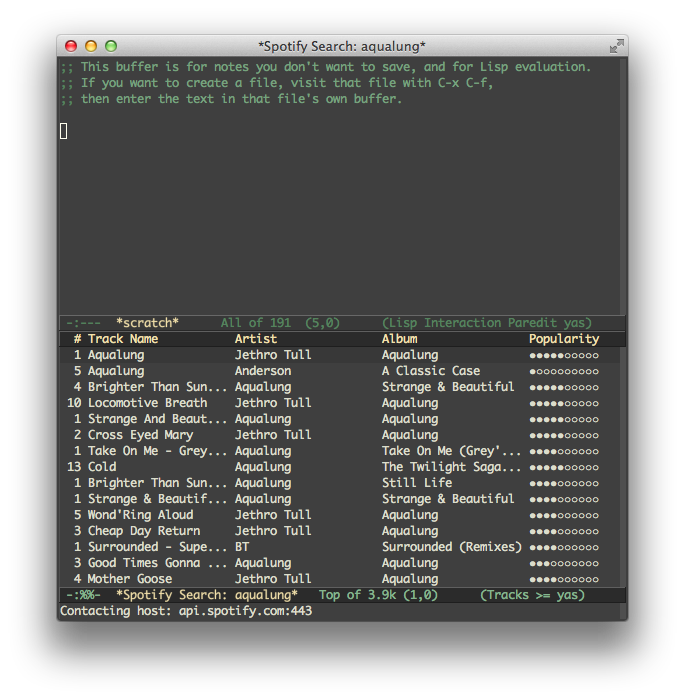 *Spotify Search: aqualung*
;; This buffer is for notes you don't want to save, and for Lisp evaluation.
;; If you want to create a file, visit that file with C-x C-f,
;; then enter the text in that file's own buffer.
-:--- *scratch* All of 191 (5,0) (Lisp Interaction Paredit yas)
# Track Name Artist Album Popularity
1 Aqualung Jethro Tull Aqualung ●●●●●○○○○○
5 Aqualung Anderson A Classic Case ●○○○○○○○○○
4 Brighter Than Sun... Aqualung Strange & Beautiful ●●●●●○○○○○
10 Locomotive Breath Jethro Tull Aqualung ●●●●●○○○○○
1 Strange And Beaut... Aqualung Aqualung ●●●●●○○○○○
2 Cross Eyed Mary Jethro Tull Aqualung ●●●●●○○○○○
1 Take On Me - Grey... Aqualung Take On Me (Grey'... ●●●●●○○○○○
13 Cold Aqualung The Twilight Saga... ●●●●●○○○○○
1 Brighter Than Sun... Aqualung Still Life ●●●●○○○○○○
1 Strange & Beautif... Aqualung Strange & Beautiful ●●●●○○○○○○
5 Wond'Ring Aloud Jethro Tull Aqualung ●●●●○○○○○○
3 Cheap Day Return Jethro Tull Aqualung ●●●●○○○○○○
1 Surrounded - Supe... BT Surrounded (Remixes) ●●●●○○○○○○
3 Good Times Gonna ... Aqualung Aqualung ●●●○○○○○○○
4 Mother Goose Jethro Tull Aqualung ●●●●○○○○○○
-:%%- *Spotify Search: aqualung* Top of 3.9k (1,0) (Tracks >= yas)
Contacting host: api.spotify.com:443